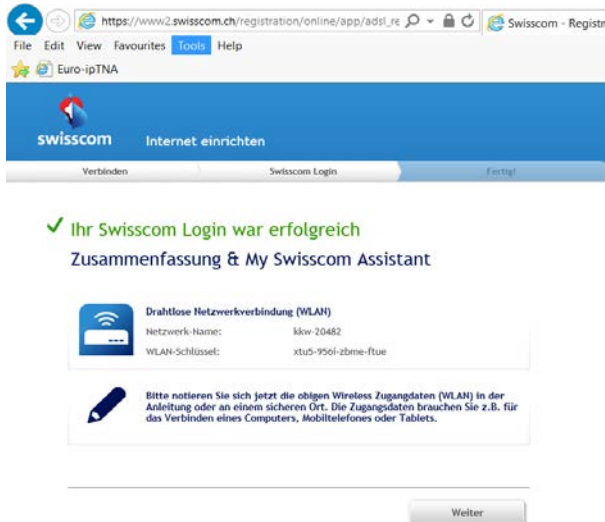 https://www2.swisscom.ch/registration/online/app/adsl_re
Swisscom - Registr
File Edit View Favourites Tools Help
Euro-ipTNA
swisscom
Internet einrichten
Verbinden
Swisscom Login
Fertig!
Ihr Swisscom Login war erfolgreich
Zusammenfassung & My Swisscom Assistant
Drahtlose Netzwerkverbindung (WLAN)
Netzwerk-Name: kkw-20482
WLAN-Schlüssel: xtu5-956i-zbme-ftue
Bitte notieren Sie sich jetzt die obigen Wireless Zugangdaten (WLAN) in der
Anleitung oder an einem sicheren Ort. Die Zugangsdaten brauchen Sie z.B. für
das Verbinden eines Computers, Mobiltelefones oder Tablets.
Weiter